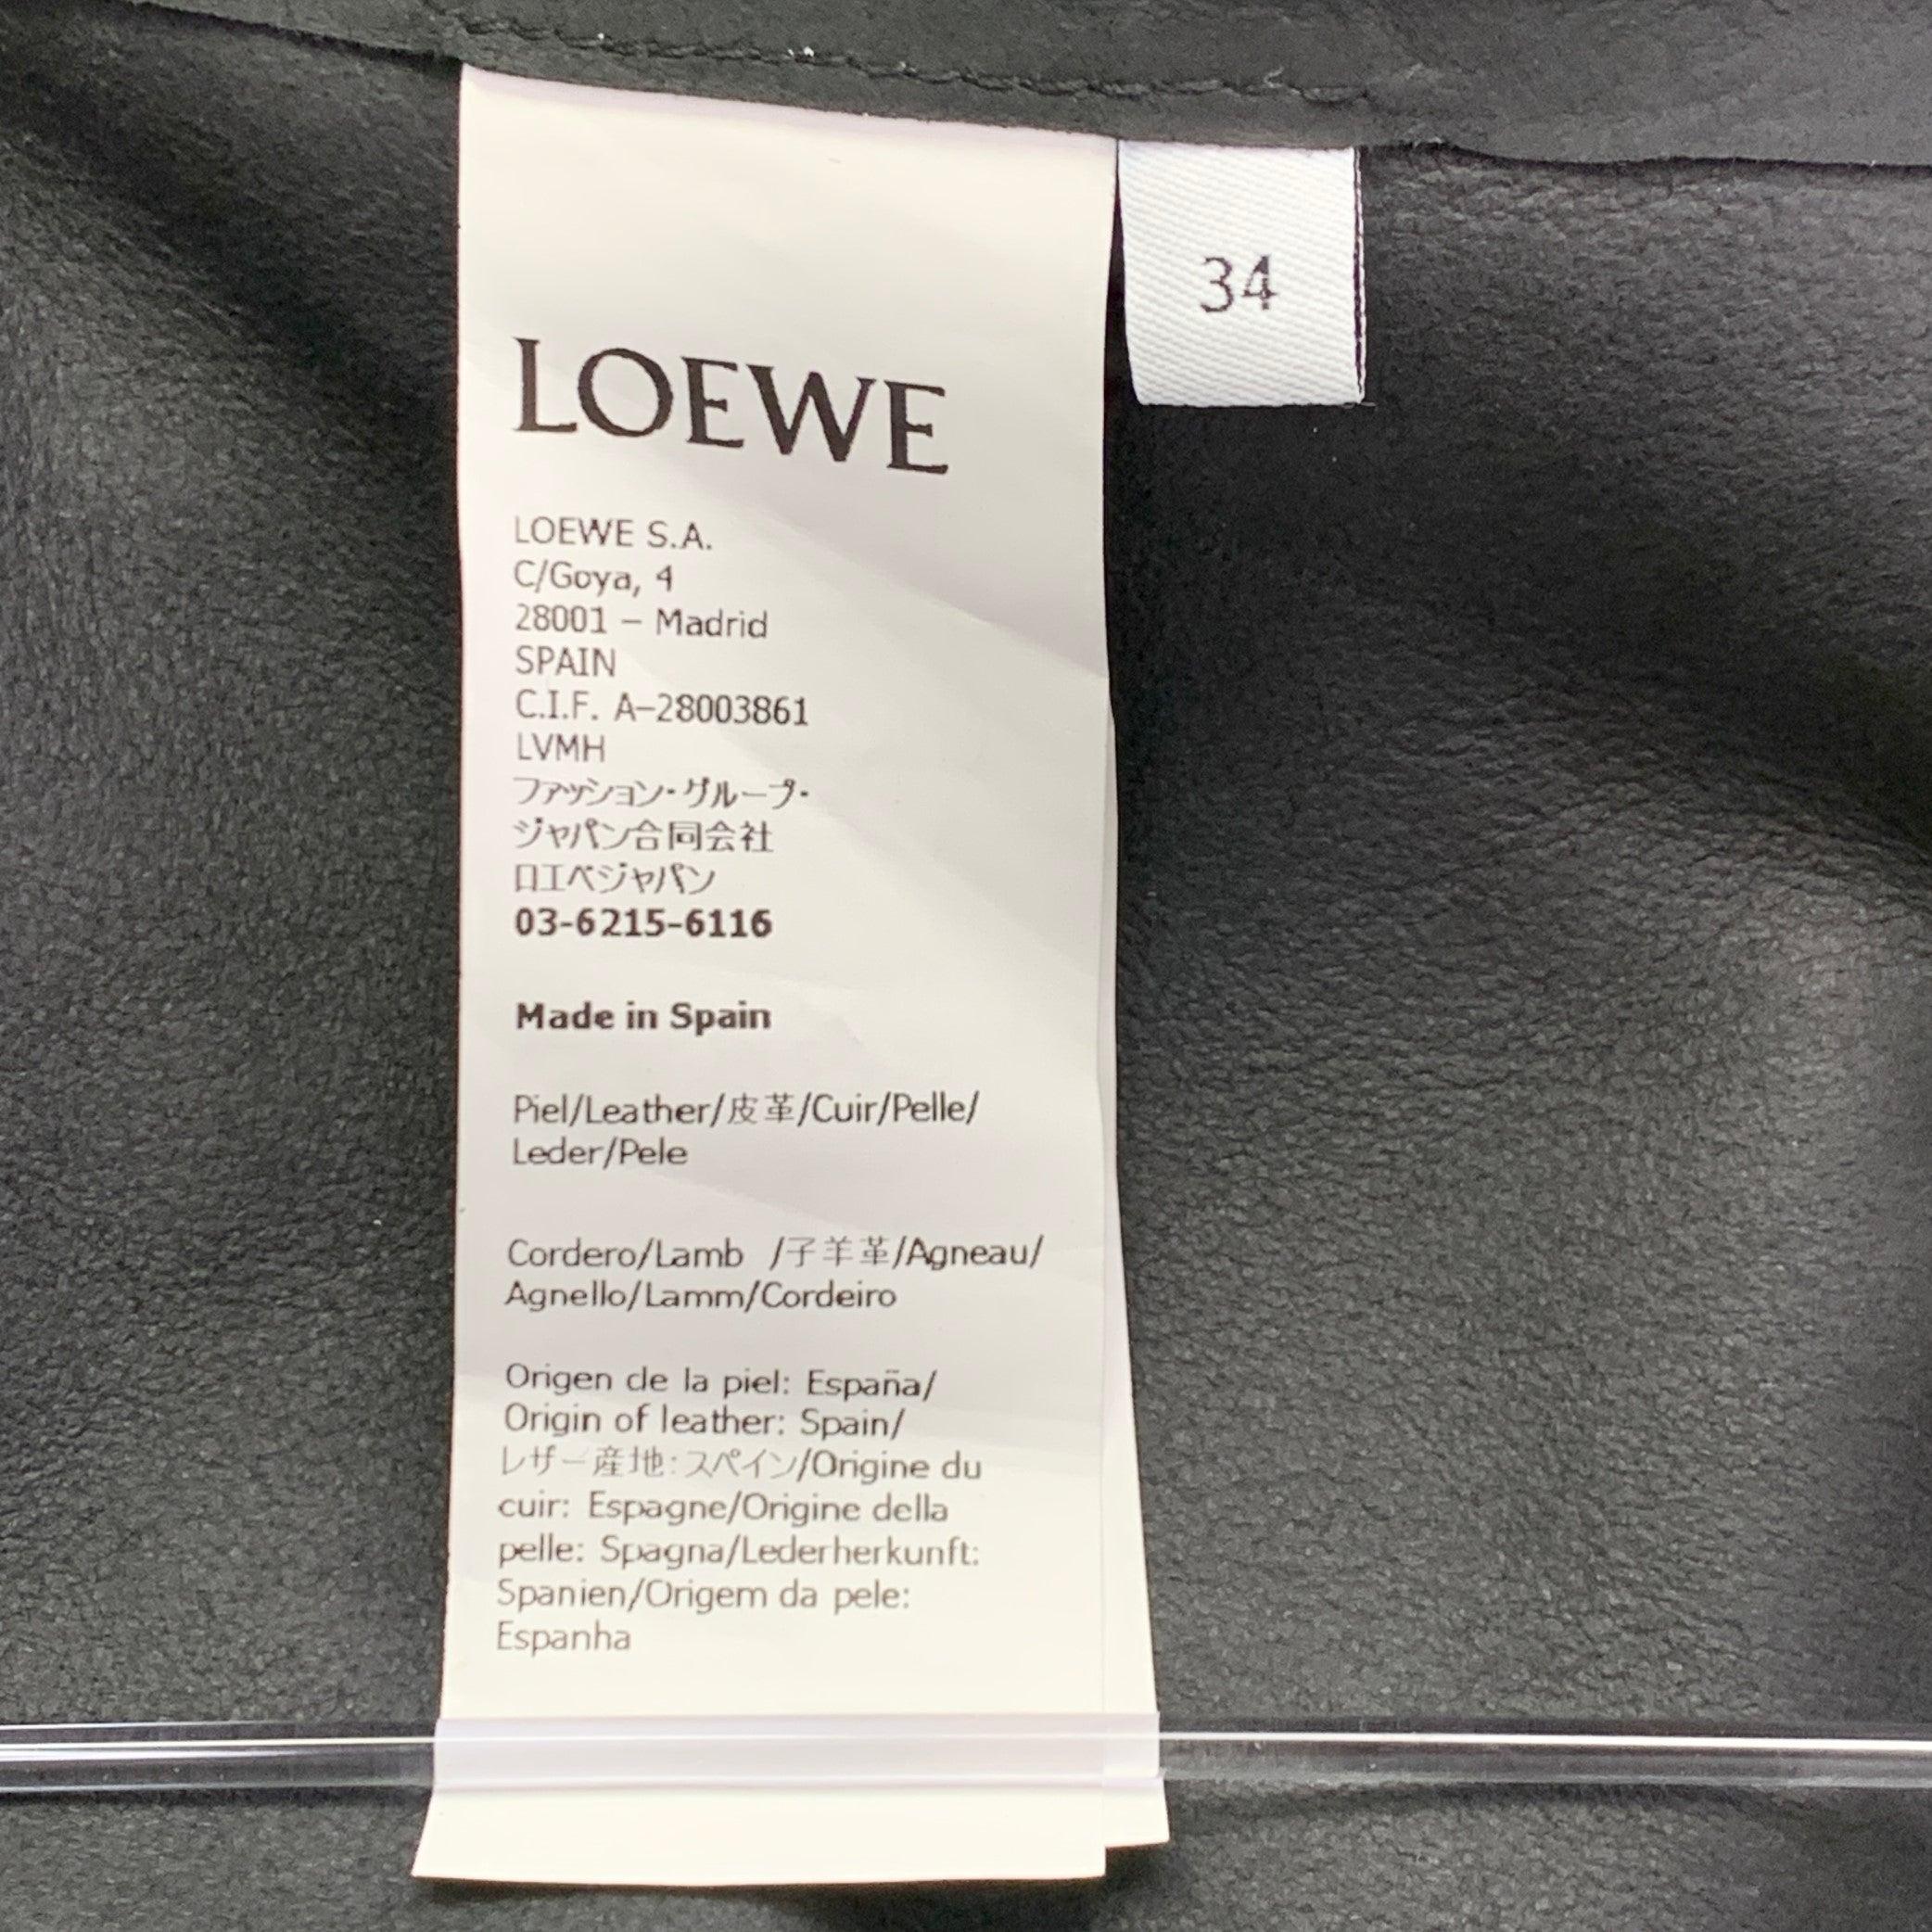 34
LOEWE
LOEWE S.A.
C/Goya, 4
28001 – Madrid
SPAIN
C.I.F. A–28003861
LVMH
ファッション・グループ・
ジャパン合同会社
ロエベジャパン
03-6215-6116
Made in Spain
Piel/Leather/皮革/Cuir/Pelle/
Leder/Pele
Cordero/Lamb /子羊革/Agneau/
Agnello/Lamm/Cordeiro
Origen de la piel: España/
Origin of leather: Spain/
レザー産地:スペイン/Origine du
cuir: Espagne/Origine della
pelle: Spagna/Lederherkunft:
Spanien/Origem da pele:
Espanha